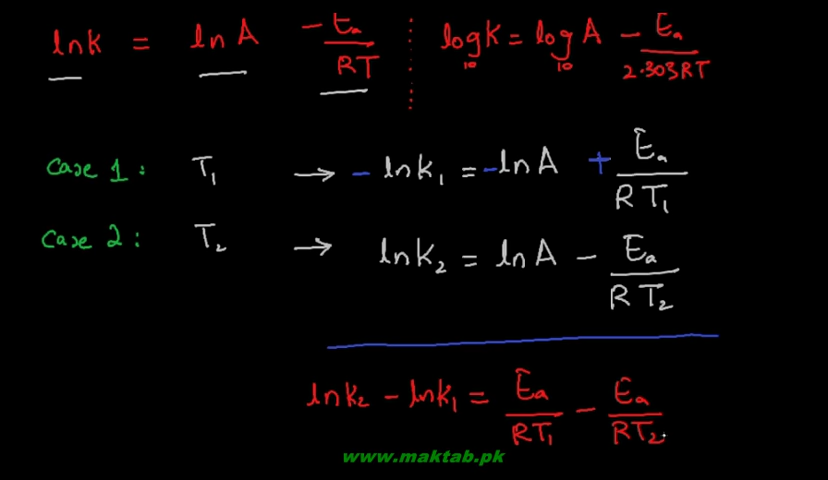 lnk = lnA -Ea/RT ⋮ log₁₀K = log₁₀A - Ea/2.303RT
Case 1: T₁ → - lnk₁ = -lnA + Ea/RT₁
Case 2: T₂ → lnk₂ = lnA - Ea/RT₂
lnk₂ - lnk₁ = Ea/RT₁ - Ea/RT₂
www.maktab.pk